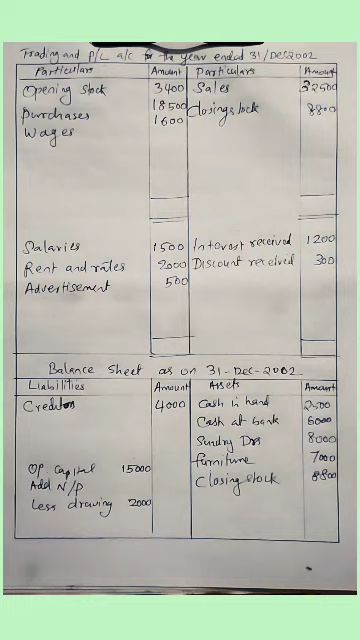 Trading and P/L a/c for the year ended 31/Dec 2002
Particulars Amount Particulars Amount
Opening stock 3400 Sales 32500
Purchases 18500 Closing stock 8800
Wages 1600
Salaries 1500 Interest received 1200
Rent and rates 2000 Discount received 300
Advertisement 500
Balance Sheet as on 31-Dec-2002
Liabilities Amount Assets Amount
Creditors 4000 Cash in hand 2500
Cash at bank 6000
Sundry Drs 8000
Op. Capital 15000 furniture 7000
Add N/P Closing stock 8800
Less drawing 2000